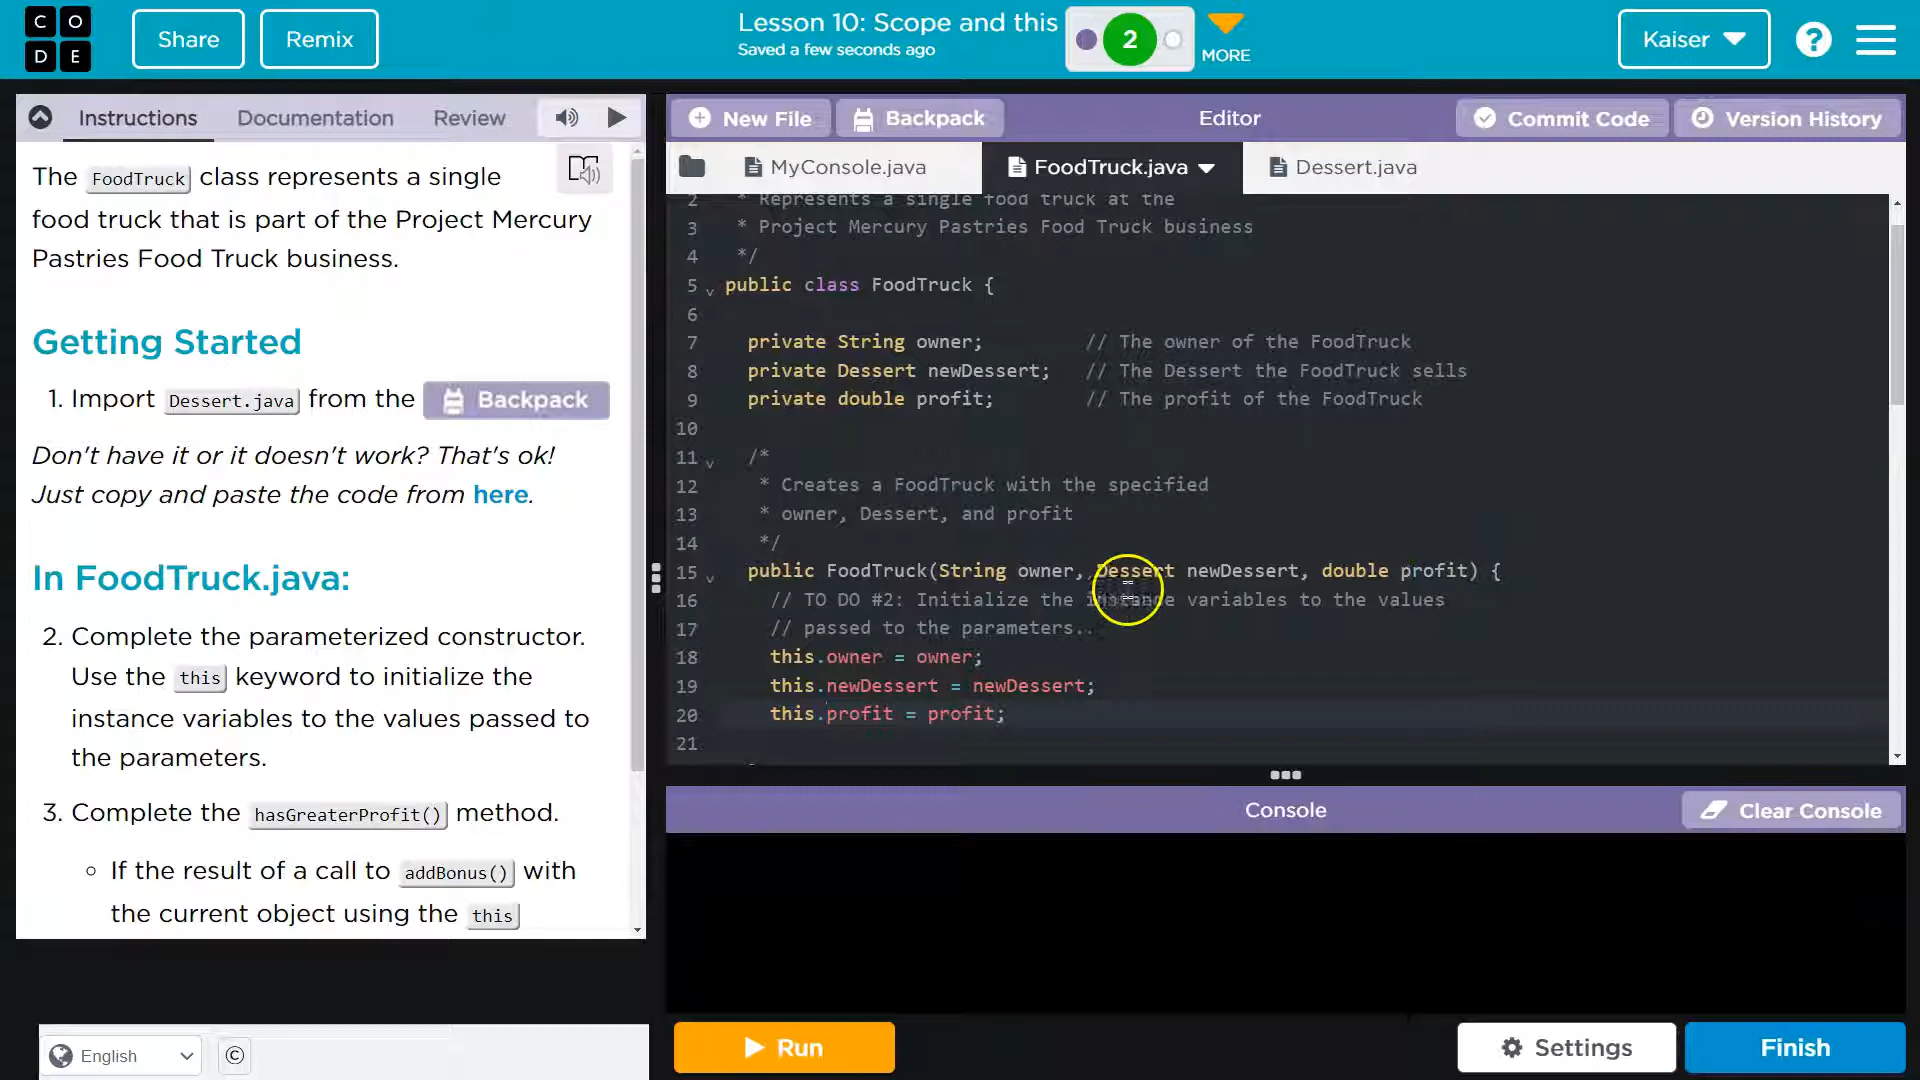 C O
D E
Share
Remix
Lesson 10: Scope and this
Saved a few seconds ago
2
MORE
Kaiser
?
Instructions
Documentation
Review
The FoodTruck class represents a single
food truck that is part of the Project Mercury
Pastries Food Truck business.
Getting Started
1. Import Dessert.java from the Backpack
Don't have it or it doesn't work? That's ok!
Just copy and paste the code from here.
In FoodTruck.java:
2. Complete the parameterized constructor.
Use the this keyword to initialize the
instance variables to the values passed to
the parameters.
3. Complete the hasGreaterProfit() method.
If the result of a call to addBonus() with
the current object using the this
English
©
New File
Backpack
Editor
Commit Code
Version History
MyConsole.java
FoodTruck.java
Dessert.java
2 * Represents a single food truck at the
3 * Project Mercury Pastries Food Truck business
4 */
5 public class FoodTruck {
6
7 private String owner; // The owner of the FoodTruck
8 private Dessert newDessert; // The Dessert the FoodTruck sells
9 private double profit; // The profit of the FoodTruck
10
11 /*
12 * Creates a FoodTruck with the specified
13 * owner, Dessert, and profit
14 */
15 public FoodTruck(String owner, Dessert newDessert, double profit) {
16 // TO DO #2: Initialize the instance variables to the values
17 // passed to the parameters..
18 this.owner = owner;
19 this.newDessert = newDessert;
20 this.profit = profit;
21
Console
Clear Console
Run
Settings
Finish